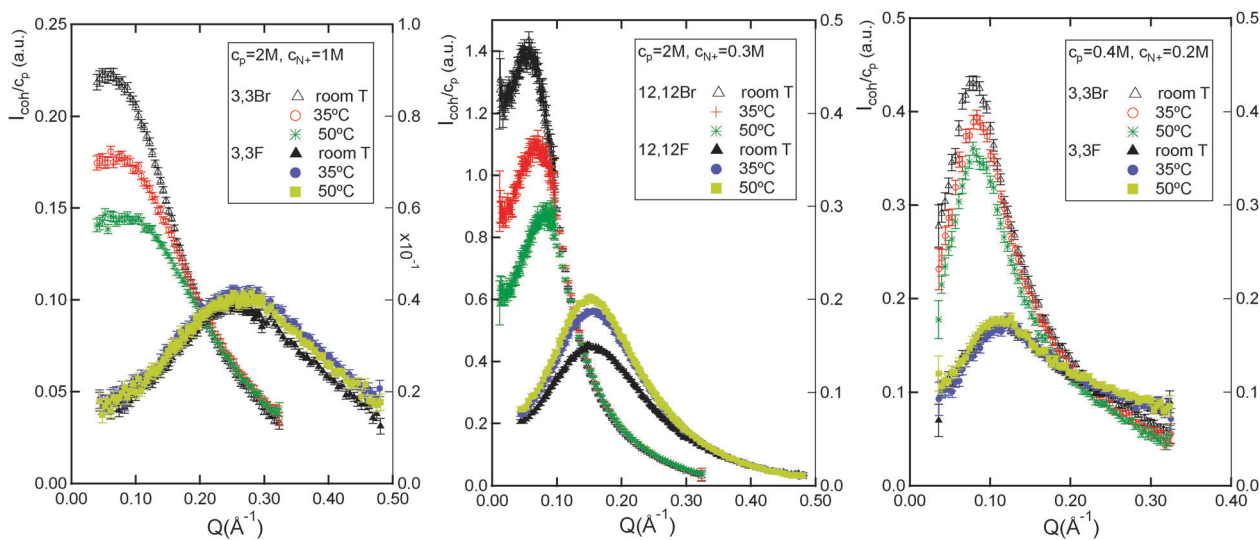 I_coh/c_p (a.u.)
0.25
0.20
0.15
0.10
0.05
0.00
1.0
0.8
0.6
0.4
0.2
0.0
x10⁻¹
c_p=2M, c_N+=1M
3,3Br △ room T
35ºC
50ºC
3,3F ▲ room T
35ºC
50ºC
0.00 0.10 0.20 0.30 0.40 0.50
Q(Å⁻¹)
I_coh/c_p (a.u.)
1.4
1.2
1.0
0.8
0.6
0.4
0.2
0.0
0.5
0.4
0.3
0.2
0.1
0.0
c_p=2M, c_N+=0.3M
12,12Br △ room T
35ºC
50ºC
12,12F ▲ room T
35ºC
50ºC
0.00 0.10 0.20 0.30 0.40 0.50
Q(Å⁻¹)
I_coh/c_p (a.u.)
0.5
0.4
0.3
0.2
0.1
0.0
0.5
0.4
0.3
0.2
0.1
0.0
c_p=0.4M, c_N+=0.2M
3,3Br △ room T
35ºC
50ºC
3,3F ▲ room T
35ºC
50ºC
0.00 0.10 0.20 0.30 0.40
Q(Å⁻¹)